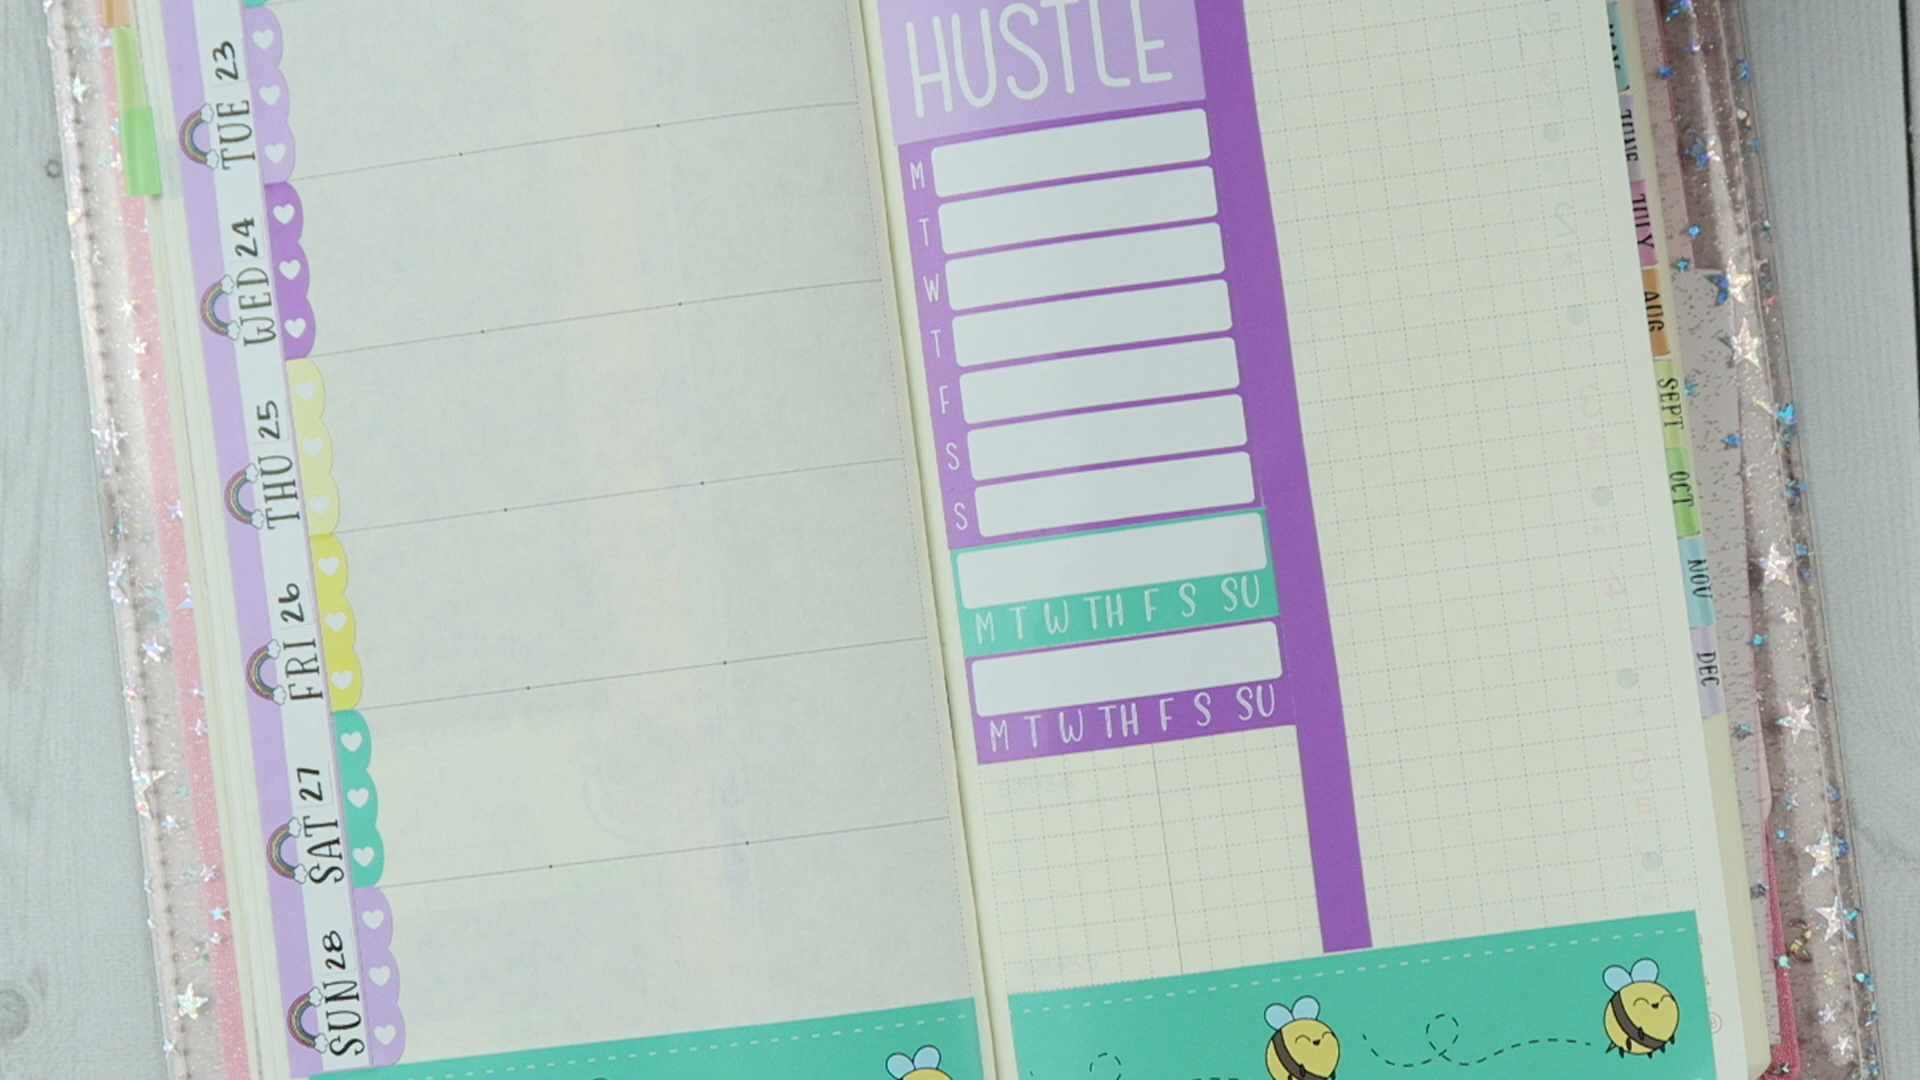 TUE 23
WED 24
THU 25
FRI 26
SAT 27
SUN 28
HUSTLE
M
T
W
T
F
S
S
M T W TH F S SU
M T W TH F S SU
JUNE
JULY
AUG
SEPT
OCT
NOV
DEC